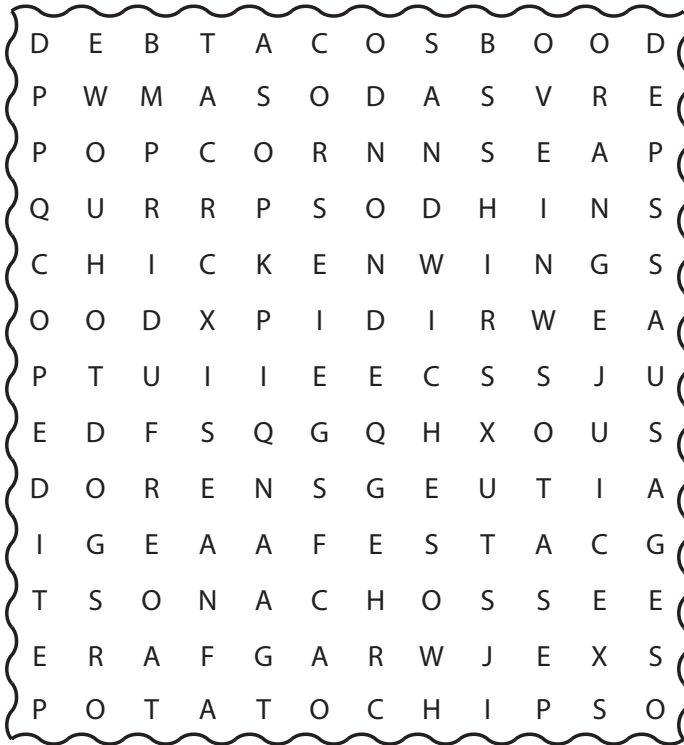 D E B T A C O S B O O D
P W M A S O D A S V R E
P O P C O R N N S E A P
Q U R R P S O D H I N S
C H I C K E N W I N G S
O O D X P I D I R W E A
P T U I I E E C S S J U
E D F S Q G Q H X O U S
D O R E N S G E U T I A
I G E A A F E S T A C G
T S O N A C H O S S E E
E R A F G A R W J E X S
P O T A T O C H I P S O